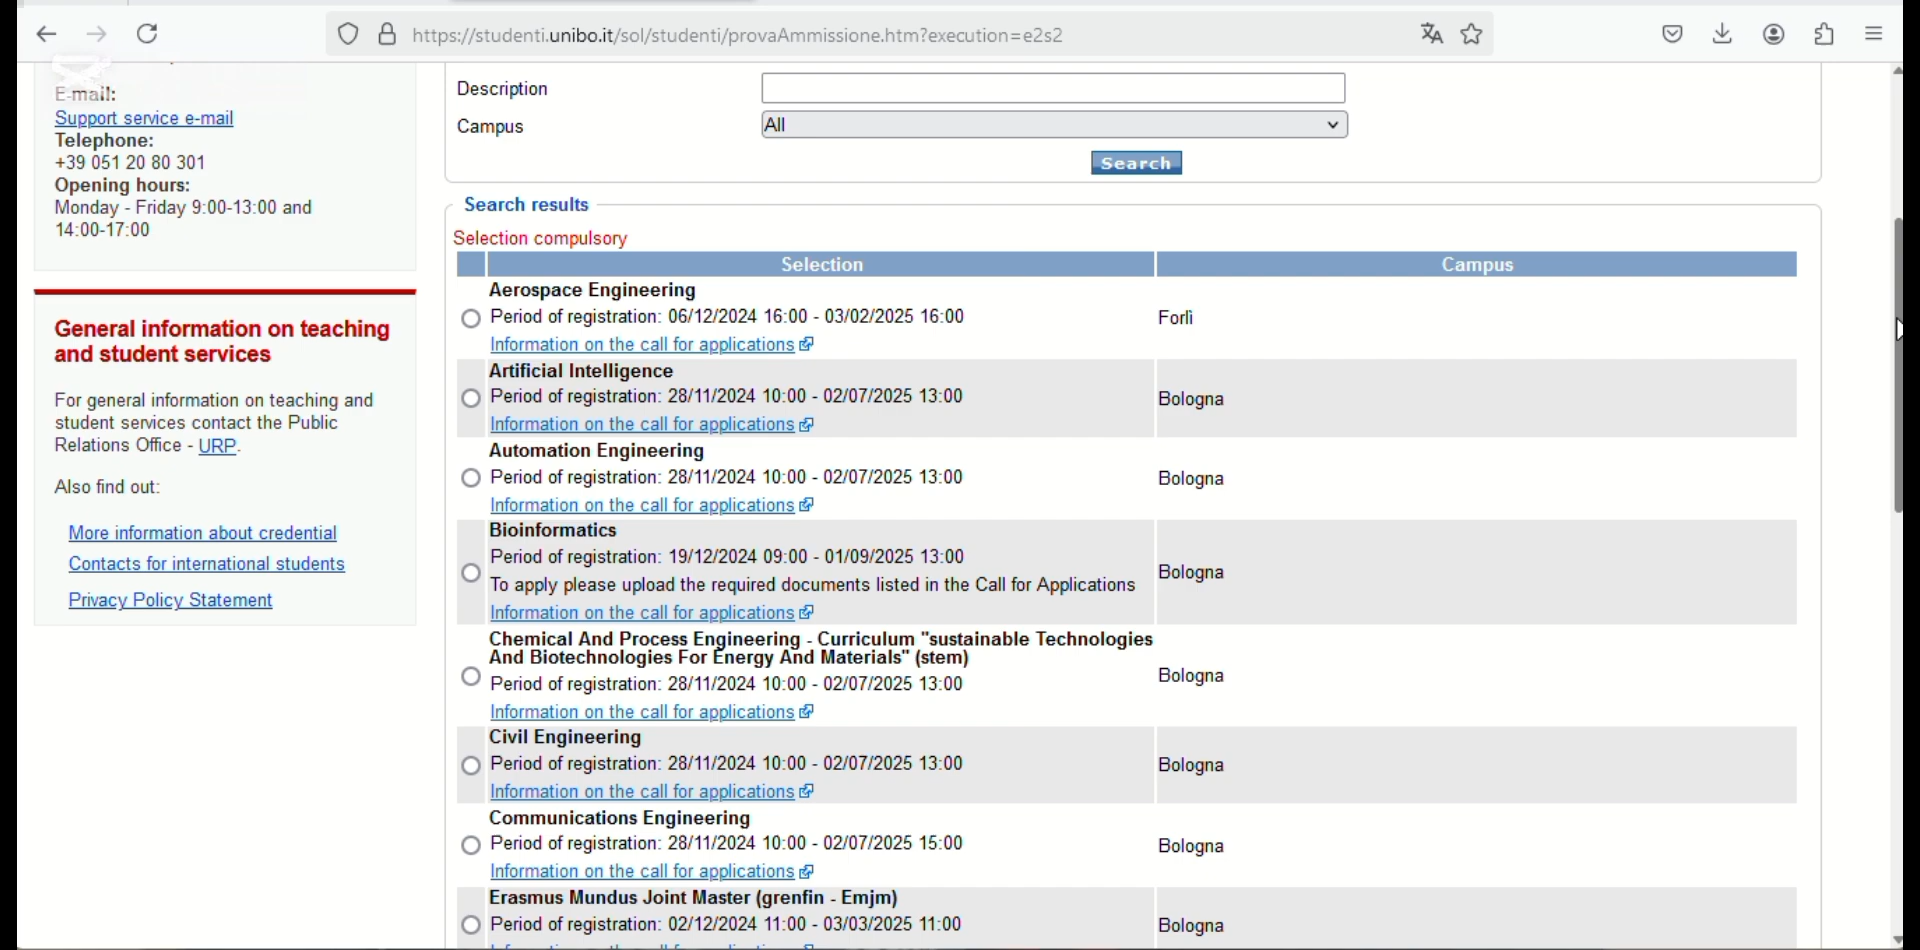 https://studenti.unibo.it/sol/studenti/provaAmmissione.htm?execution=e2s2
E-mail:
Support service e-mail
Telephone:
+39 051 20 80 301
Opening hours:
Monday - Friday 9:00-13:00 and
14:00-17:00
General information on teaching
and student services
For general information on teaching and
student services contact the Public
Relations Office - URP.
Also find out:
More information about credential
Contacts for international students
Privacy Policy Statement
Description
Campus
All
Search
Search results
Selection compulsory
Selection Campus
Aerospace Engineering
Period of registration: 06/12/2024 16:00 - 03/02/2025 16:00
Forlì
Information on the call for applications
Artificial Intelligence
Period of registration: 28/11/2024 10:00 - 02/07/2025 13:00
Bologna
Information on the call for applications
Automation Engineering
Period of registration: 28/11/2024 10:00 - 02/07/2025 13:00
Bologna
Information on the call for applications
Bioinformatics
Period of registration: 19/12/2024 09:00 - 01/09/2025 13:00
Bologna
To apply please upload the required documents listed in the Call for Applications
Information on the call for applications
Chemical And Process Engineering - Curriculum "sustainable Technologies
And Biotechnologies For Energy And Materials" (stem)
Bologna
Period of registration: 28/11/2024 10:00 - 02/07/2025 13:00
Information on the call for applications
Civil Engineering
Period of registration: 28/11/2024 10:00 - 02/07/2025 13:00
Bologna
Information on the call for applications
Communications Engineering
Period of registration: 28/11/2024 10:00 - 02/07/2025 15:00
Bologna
Information on the call for applications
Erasmus Mundus Joint Master (grenfin - Emjm)
Period of registration: 02/12/2024 11:00 - 03/03/2025 11:00
Bologna